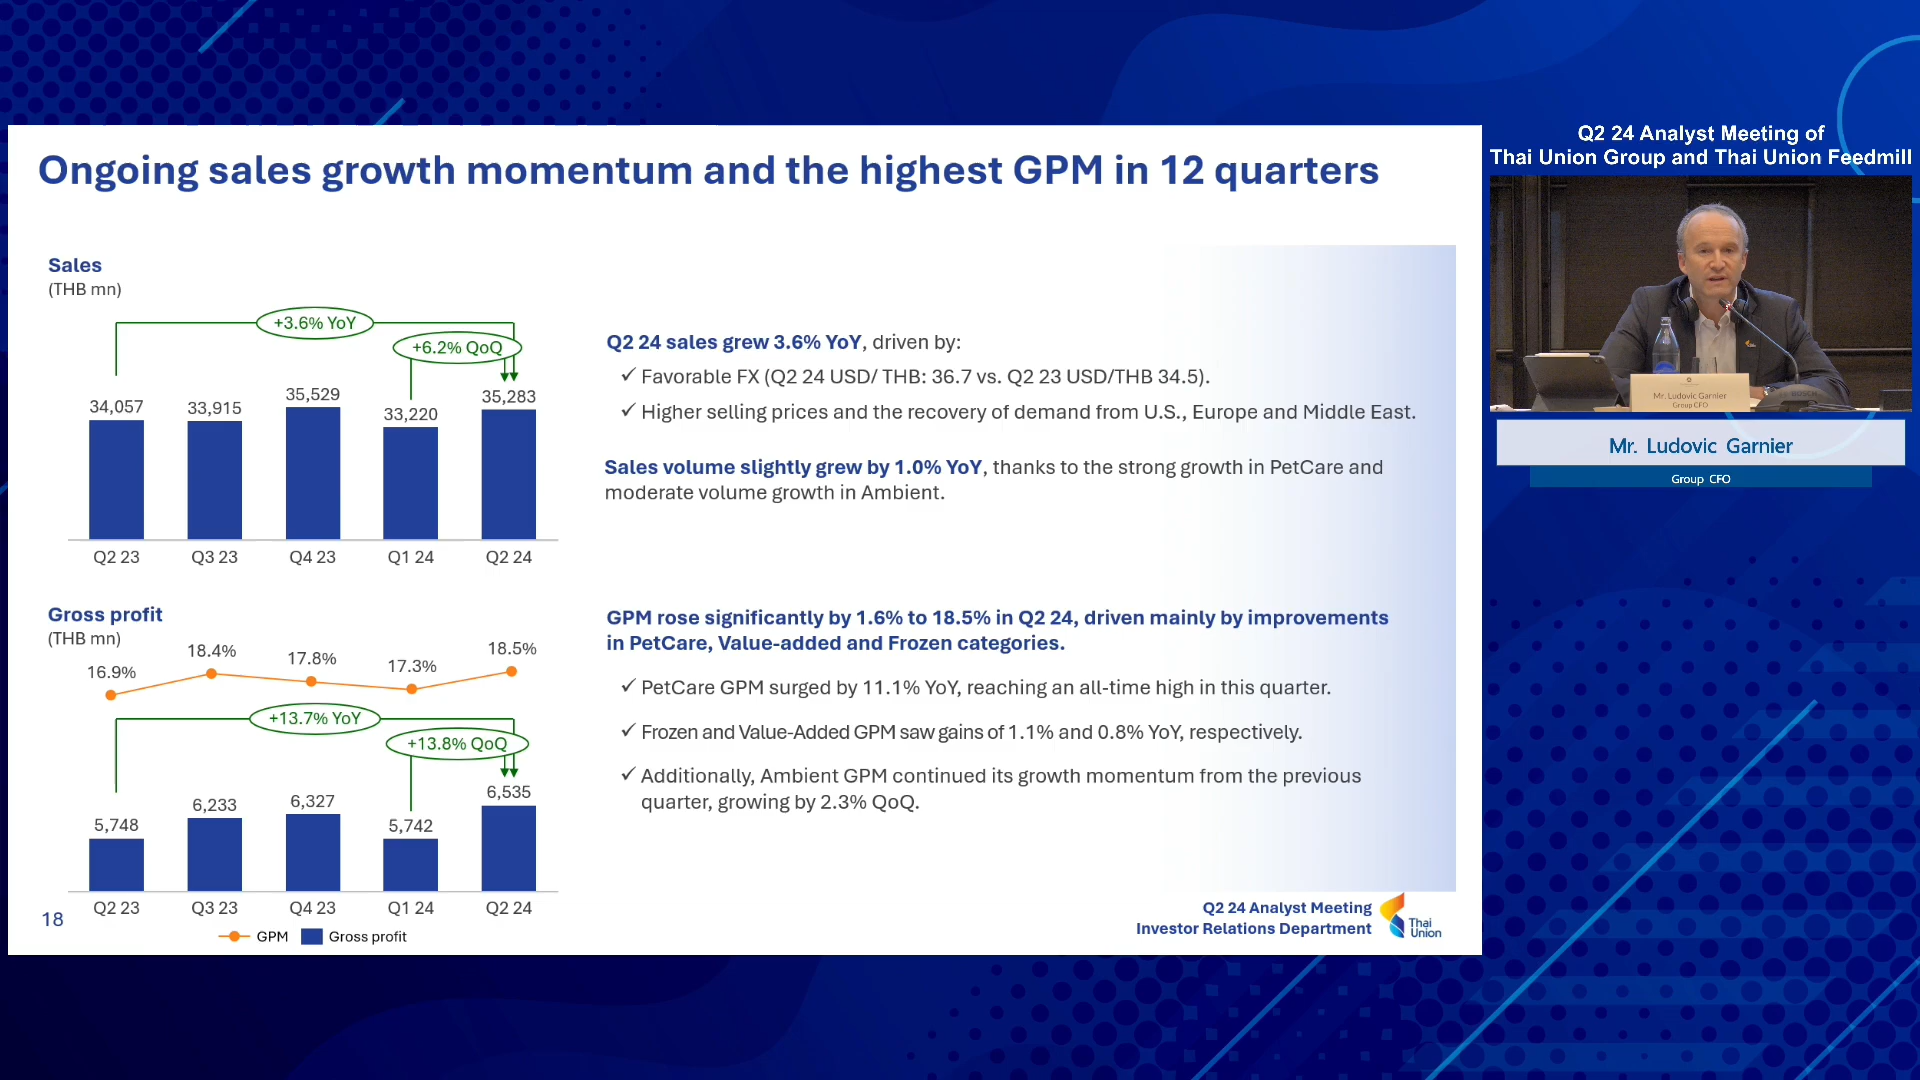 Ongoing sales growth momentum and the highest GPM in 12 quarters
Sales
(THB mn)
+3.6% YoY
+6.2% QoQ
34,057
33,915
35,529
33,220
35,283
Q2 23
Q3 23
Q4 23
Q1 24
Q2 24
Q2 24 sales grew 3.6% YoY, driven by:
✓ Favorable FX (Q2 24 USD/ THB: 36.7 vs. Q2 23 USD/THB 34.5).
✓ Higher selling prices and the recovery of demand from U.S., Europe and Middle East.
Sales volume slightly grew by 1.0% YoY, thanks to the strong growth in PetCare and
moderate volume growth in Ambient.
Gross profit
(THB mn)
16.9%
18.4%
17.8%
17.3%
18.5%
+13.7% YoY
+13.8% QoQ
5,748
6,233
6,327
5,742
6,535
Q2 23
Q3 23
Q4 23
Q1 24
Q2 24
GPM
Gross profit
GPM rose significantly by 1.6% to 18.5% in Q2 24, driven mainly by improvements
in PetCare, Value-added and Frozen categories.
✓ PetCare GPM surged by 11.1% YoY, reaching an all-time high in this quarter.
✓ Frozen and Value-Added GPM saw gains of 1.1% and 0.8% YoY, respectively.
✓ Additionally, Ambient GPM continued its growth momentum from the previous
quarter, growing by 2.3% QoQ.
18
Q2 24 Analyst Meeting
Investor Relations Department
Thai
Union
Q2 24 Analyst Meeting of
Thai Union Group and Thai Union Feedmill
Mr. Ludovic Garnier
Group CFO
BOSCH
Mr. Ludovic Garnier
Group CFO